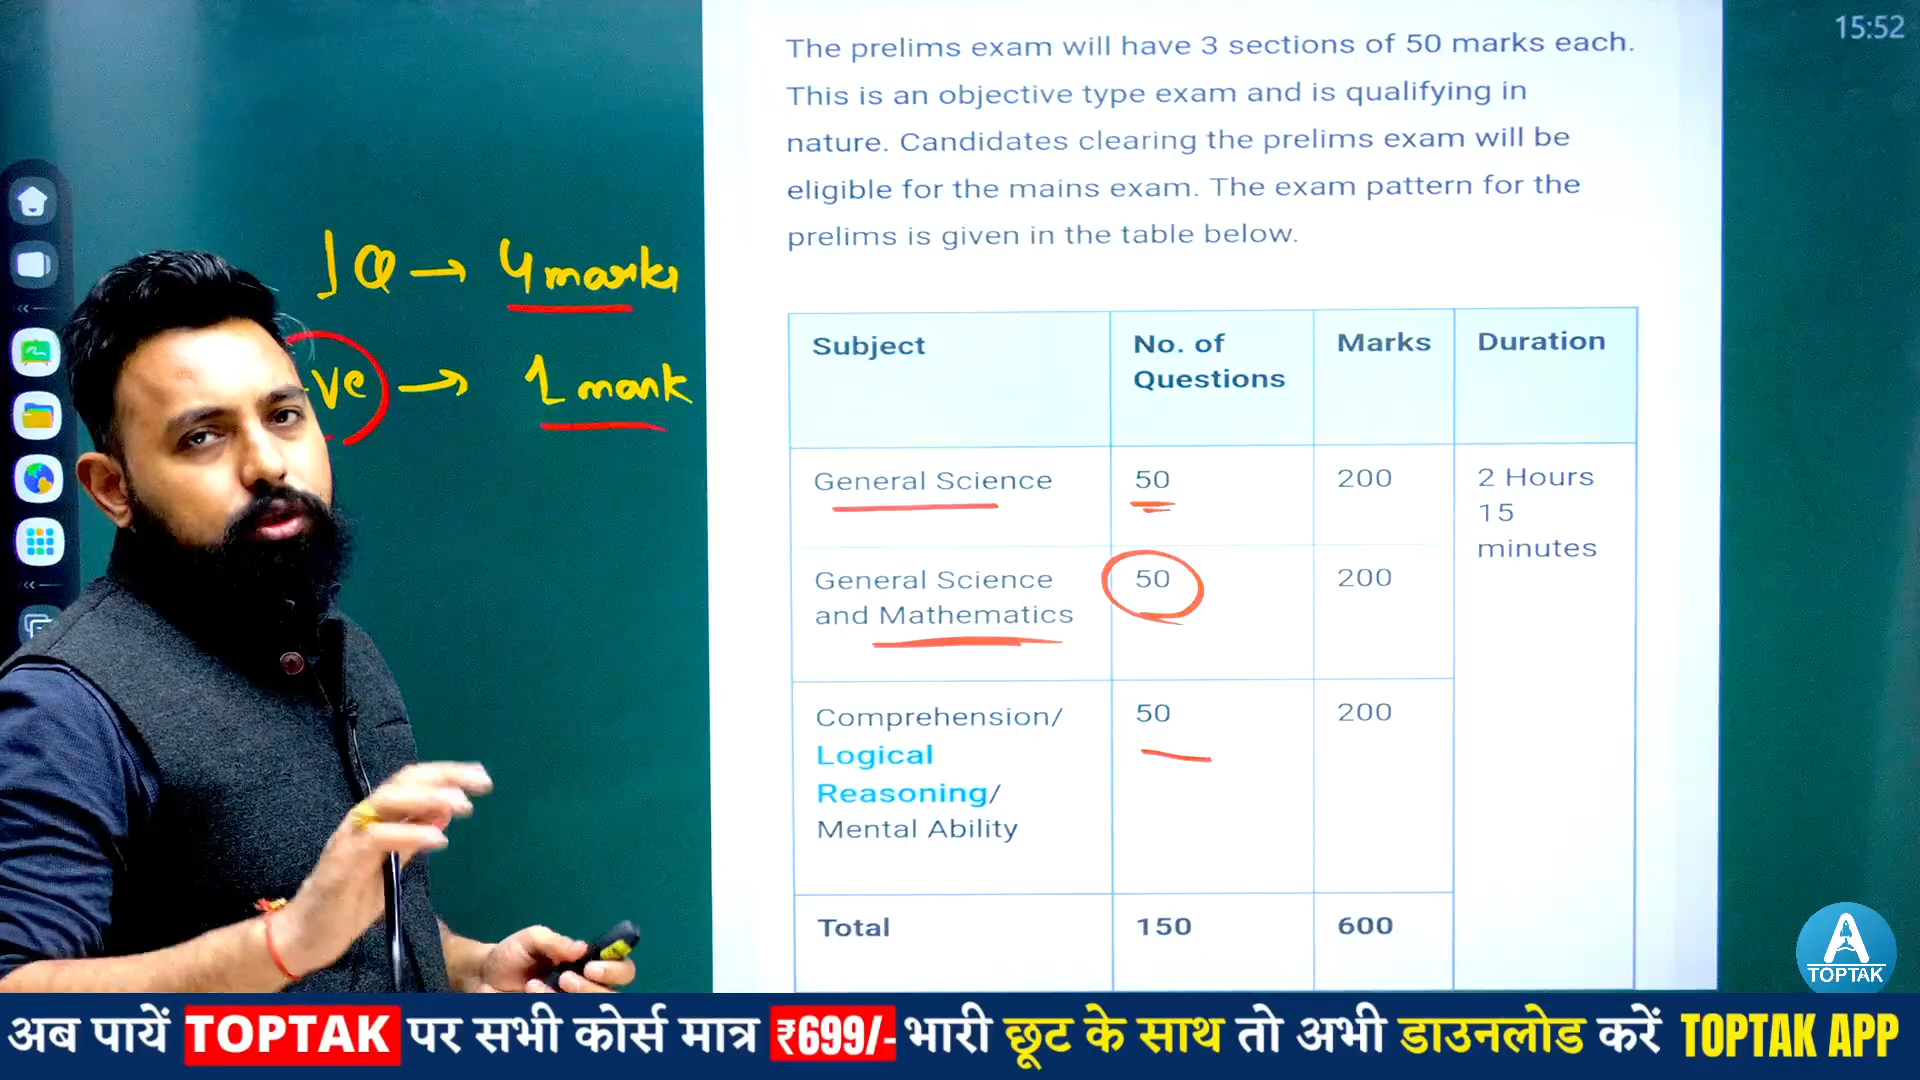 15:52
The prelims exam will have 3 sections of 50 marks each.
This is an objective type exam and is qualifying in
nature. Candidates clearing the prelims exam will be
eligible for the mains exam. The exam pattern for the
prelims is given in the table below.
1 Q → 4 marks
-ve → 1 mark
Subject No. of Questions Marks Duration
General Science 50 200 2 Hours 15 minutes
General Science and Mathematics 50 200
Comprehension/ Logical Reasoning/ Mental Ability 50 200
Total 150 600
TOPTAK
अब पायें TOPTAK पर सभी कोर्स मात्र ₹699/- भारी छूट के साथ तो अभी डाउनलोड करें TOPTAK APP